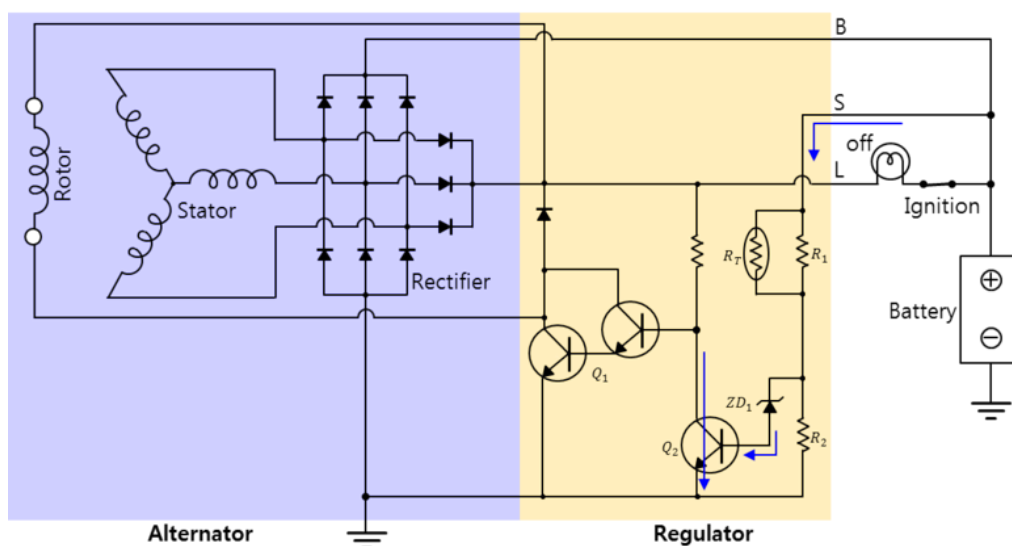 B
S
off
L
Ignition
Rotor
Stator
Rectifier
R_T
R_1
Battery
Q_1
ZD_1
Q_2
R_2
Alternator
Regulator